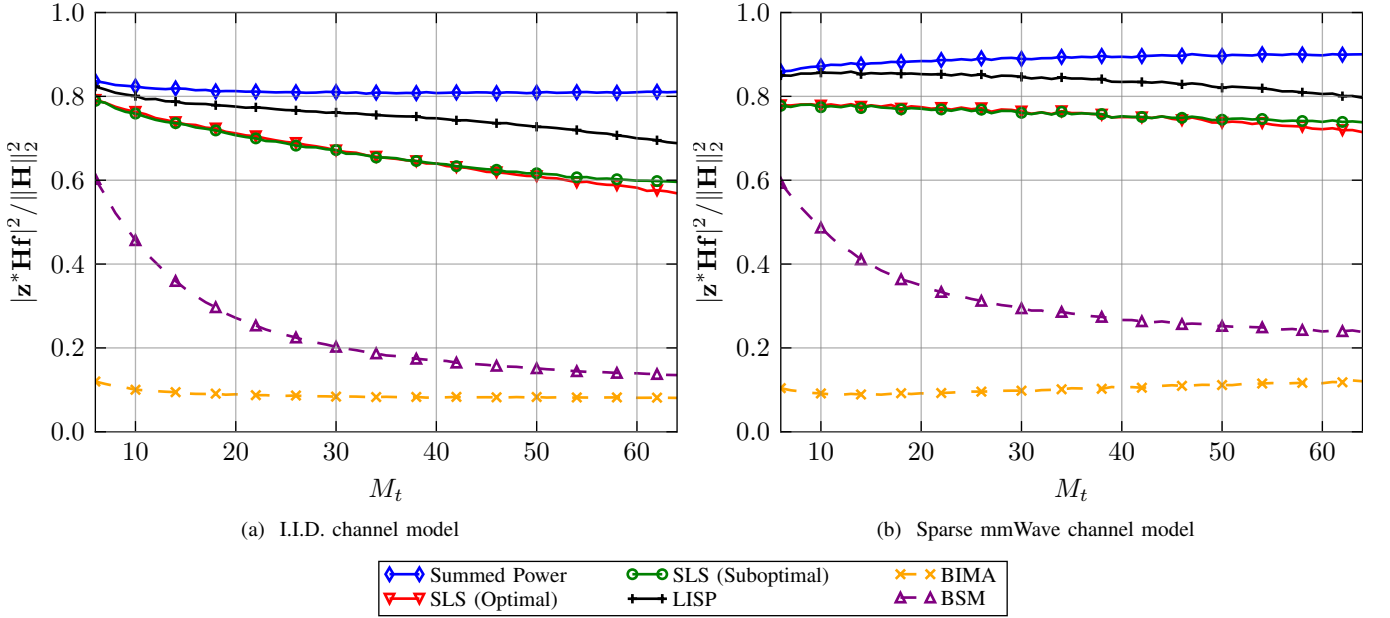 1.0
0.8
0.6
0.4
0.2
0.0
|z*Hf|²/||H||₂²
10 20 30 40 50 60
M_t
(a) I.I.D. channel model
1.0
0.8
0.6
0.4
0.2
0.0
|z*Hf|²/||H||₂²
10 20 30 40 50 60
M_t
(b) Sparse mmWave channel model
Summed Power SLS (Suboptimal) BIMA
SLS (Optimal) LISP BSM